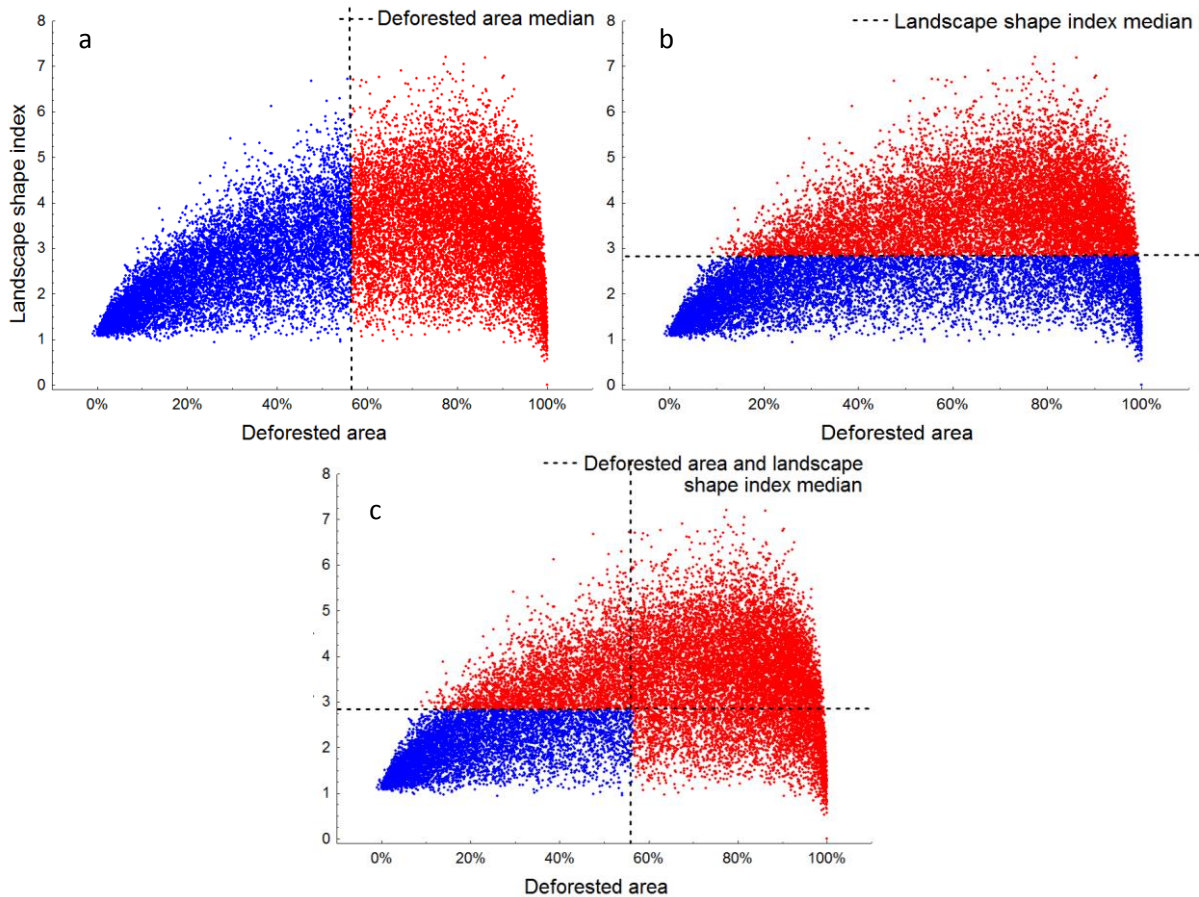 Deforested area median
a
Landscape shape index
8
7
6
5
4
3
2
1
0
0% 20% 40% 60% 80% 100%
Deforested area
Landscape shape index median
b
8
7
6
5
4
3
2
1
0
0% 20% 40% 60% 80% 100%
Deforested area
Deforested area and landscape
shape index median
c
8
7
6
5
4
3
2
1
0
0% 20% 40% 60% 80% 100%
Deforested area